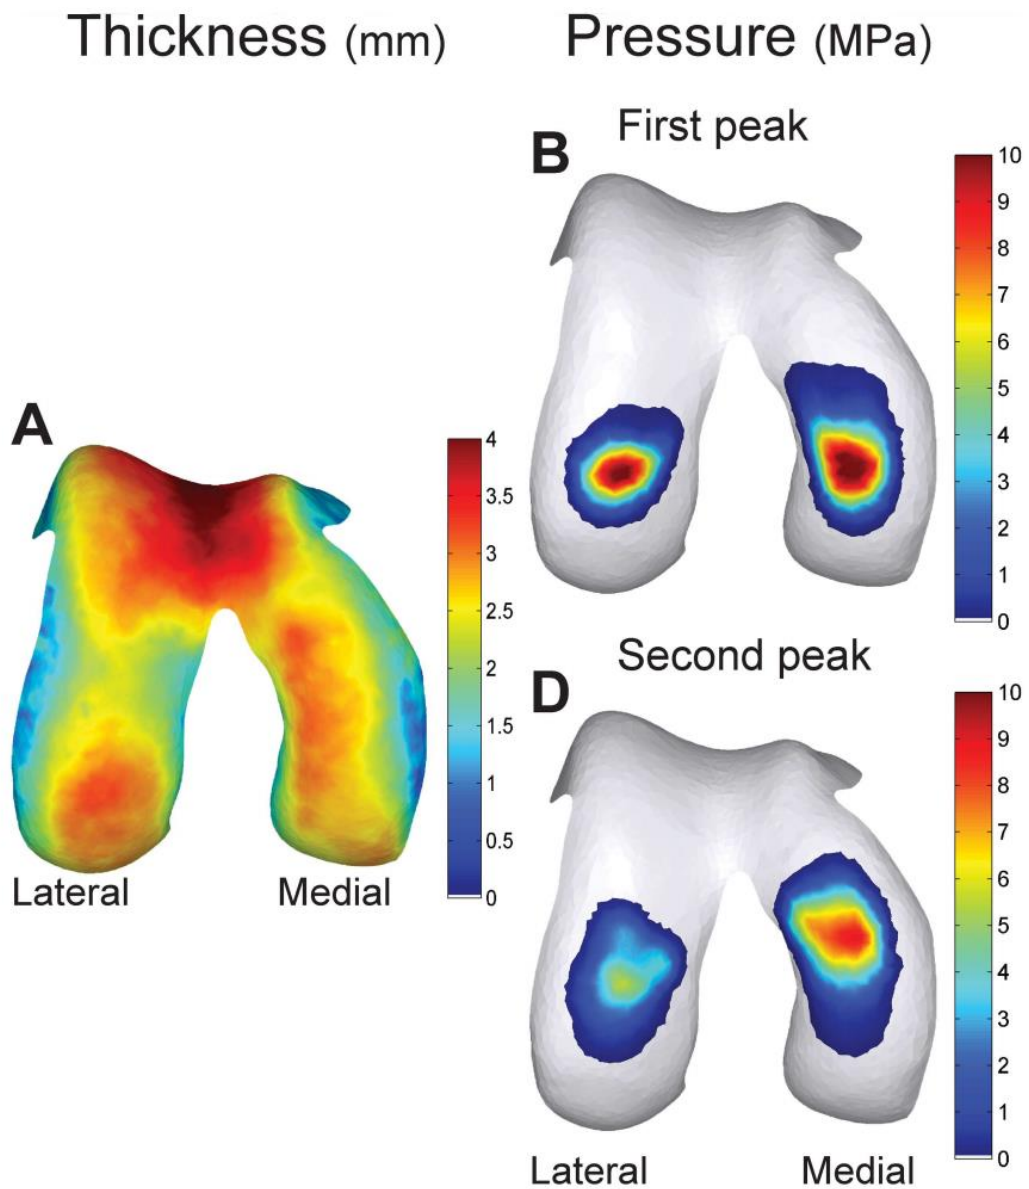 Thickness (mm)
Pressure (MPa)
B
First peak
10
9
8
7
6
5
4
3
2
1
0
A
4
3.5
3
2.5
2
1.5
1
0.5
0
Lateral
Medial
Second peak
D
10
9
8
7
6
5
4
3
2
1
0
Lateral
Medial